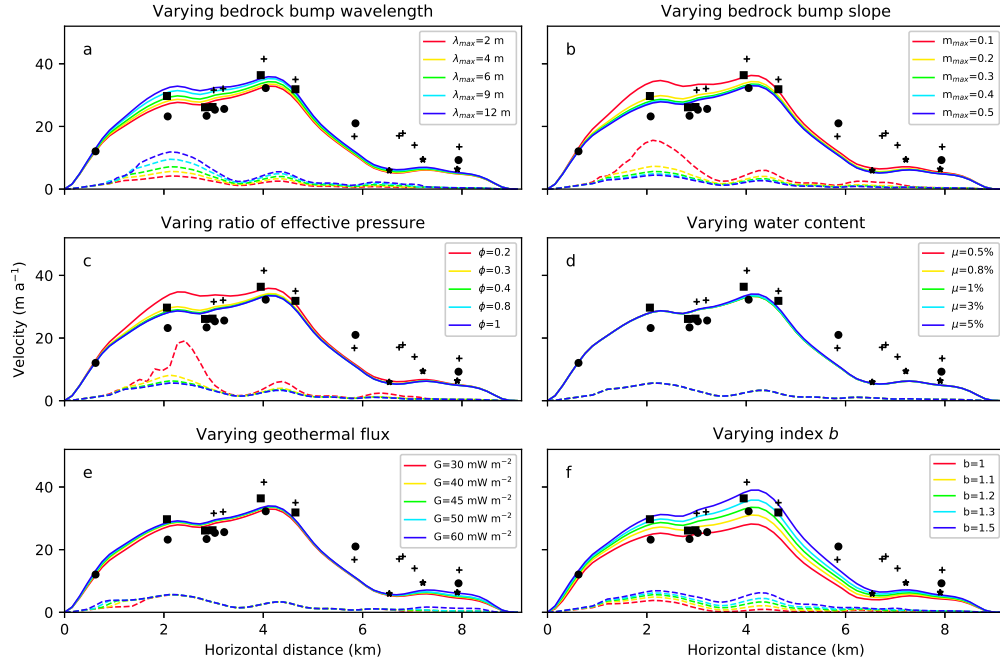 Varying bedrock bump wavelength
a
40
20
0
λmax=2 m
λmax=4 m
λmax=6 m
λmax=9 m
λmax=12 m
Varying bedrock bump slope
b
mmax=0.1
mmax=0.2
mmax=0.3
mmax=0.4
mmax=0.5
Varing ratio of effective pressure
c
40
20
0
Velocity (m a−1)
ϕ=0.2
ϕ=0.3
ϕ=0.4
ϕ=0.8
ϕ=1
Varying water content
d
μ=0.5%
μ=0.8%
μ=1%
μ=3%
μ=5%
Varying geothermal flux
e
40
20
0
G=30 mW m−2
G=40 mW m−2
G=45 mW m−2
G=50 mW m−2
G=60 mW m−2
0 2 4 6 8
Horizontal distance (km)
Varying index b
f
b=1
b=1.1
b=1.2
b=1.3
b=1.5
0 2 4 6 8
Horizontal distance (km)